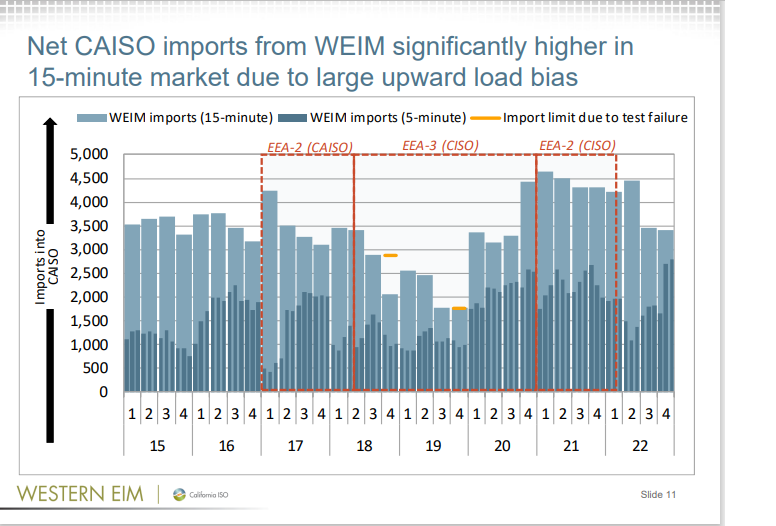 Net CAISO imports from WEIM significantly higher in
15-minute market due to large upward load bias
WEIM imports (15-minute) WEIM imports (5-minute) Import limit due to test failure
EEA-2 (CAISO) EEA-3 (CISO) EEA-2 (CISO)
Imports into
CAISO
5,000
4,500
4,000
3,500
3,000
2,500
2,000
1,500
1,000
500
0
1 2 3 4 1 2 3 4 1 2 3 4 1 2 3 4 1 2 3 4 1 2 3 4 1 2 3 4 1 2 3 4
15 16 17 18 19 20 21 22
WESTERN EIM California ISO Slide 11